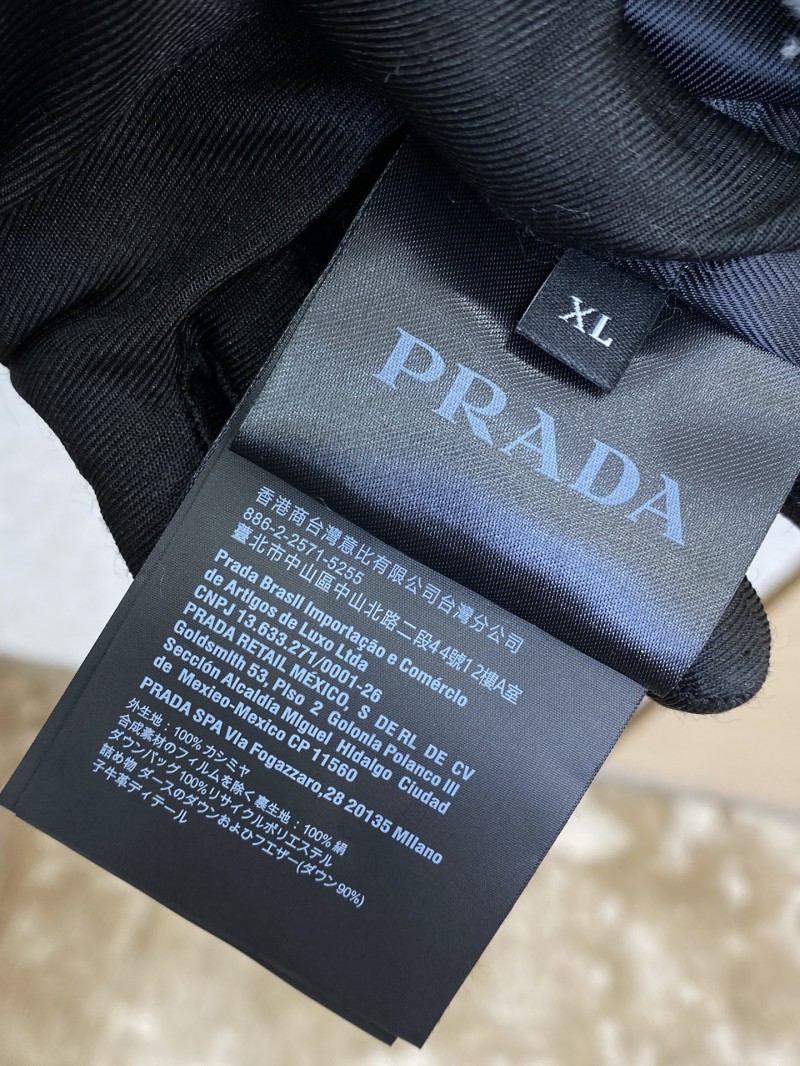 XL
PRADA
香港商台灣意比有限公司台灣分公司
886-2-2571-5255
臺北市中山區中山北路二段44號12樓A室
Prada Brasil Importação e Comércio
de Artigos de Luxo Ltda
CNPJ 13.633.271/0001-26
PRADA RETAIL MÉXICO, S DE RL DE CV
Goldsmith 53, Piso 2 Golonia Polanco III
Sección Alcaldía Miguel Hidalgo Ciudad
de Mexieo-Mexico CP 11560
PRADA SPA Via Fogazzaro,28 20135 Milano
外生地：100% カシミヤ
合成素材のフィルムを除く裏生地：100% 絹
ダウンバッグ100%リサイクルポリエステル
詰め物 ダースのダウンおよびフエザー(ダウン90%)
子牛革ディテール